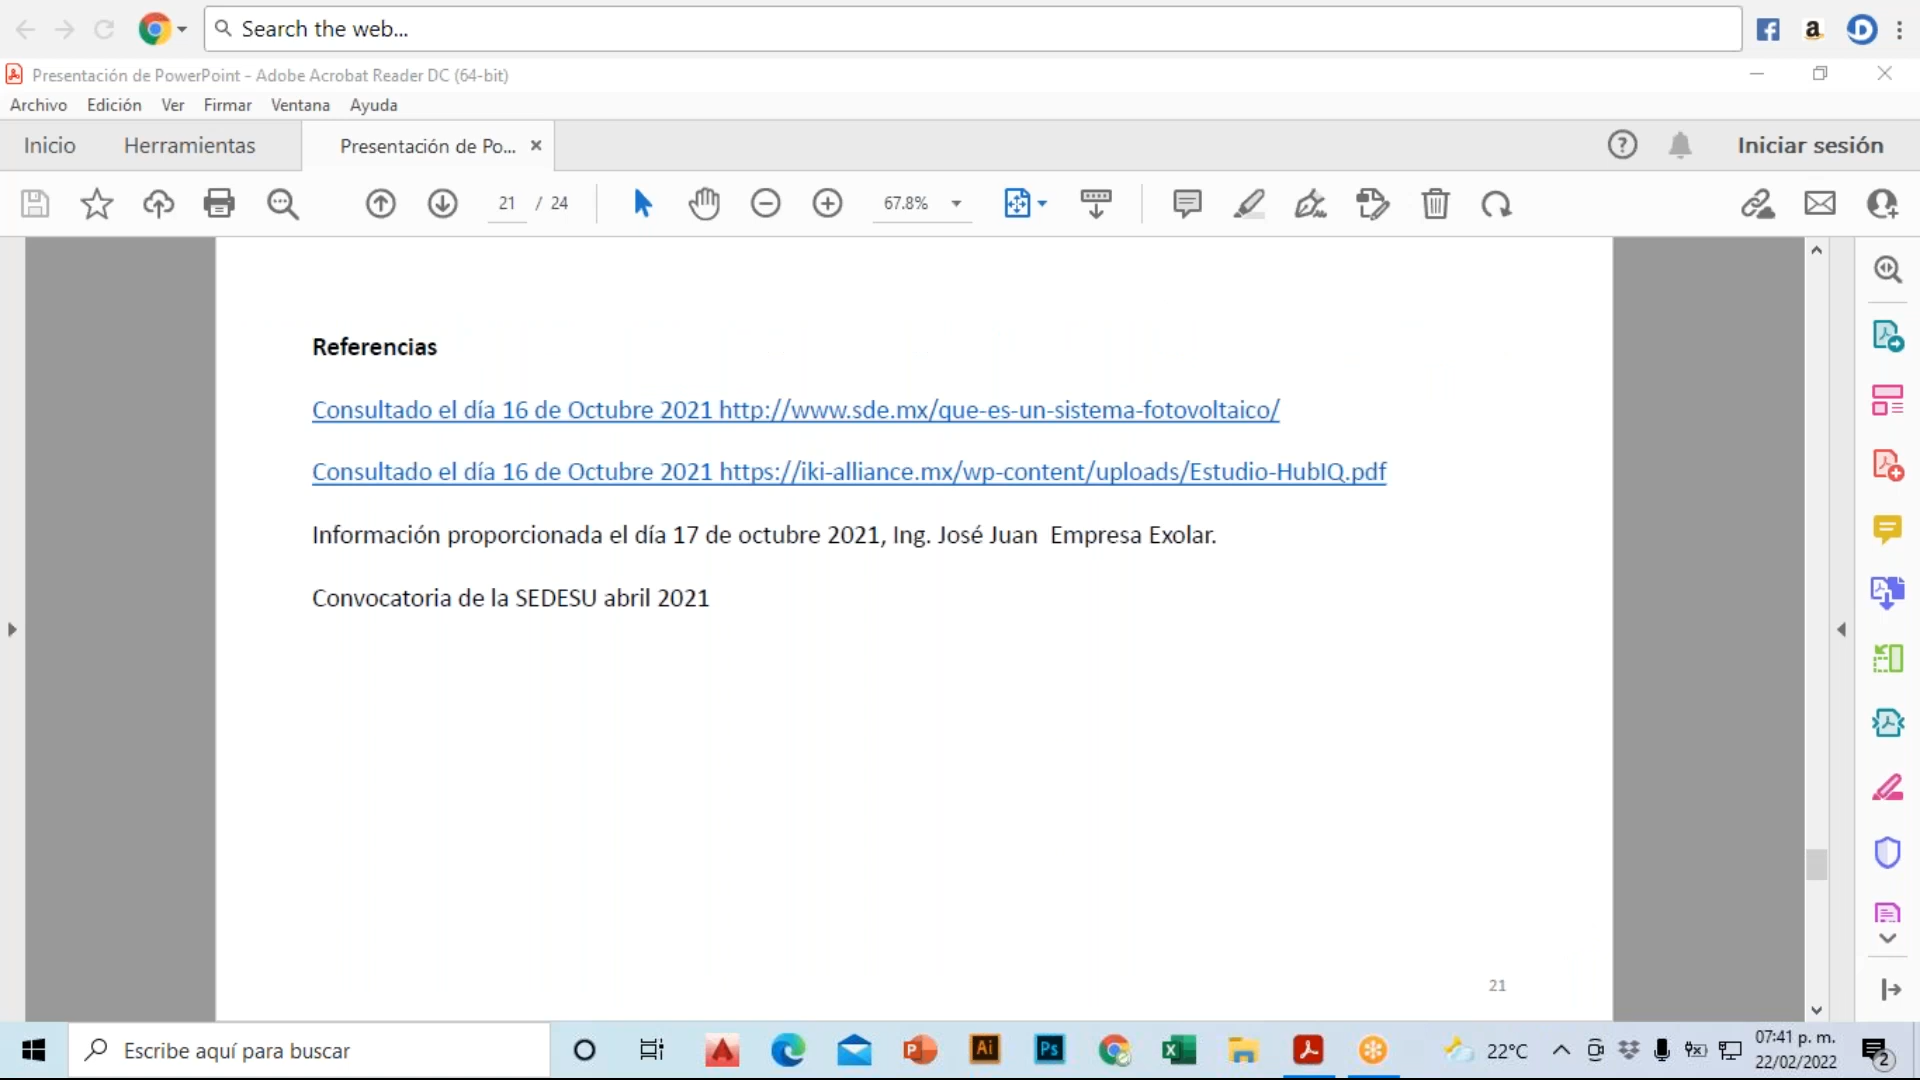 Search the web...
Presentación de PowerPoint - Adobe Acrobat Reader DC (64-bit)
Archivo Edición Ver Firmar Ventana Ayuda
Inicio Herramientas Presentación de Po... Iniciar sesión
21 / 24 67.8%
Referencias
Consultado el día 16 de Octubre 2021 http://www.sde.mx/que-es-un-sistema-fotovoltaico/
Consultado el día 16 de Octubre 2021 https://iki-alliance.mx/wp-content/uploads/Estudio-HubIQ.pdf
Información proporcionada el día 17 de octubre 2021, Ing. José Juan  Empresa Exolar.
Convocatoria de la SEDESU abril 2021
21
Escribe aquí para buscar
Ai
Ps
22°C
07:41 p. m.
22/02/2022
2